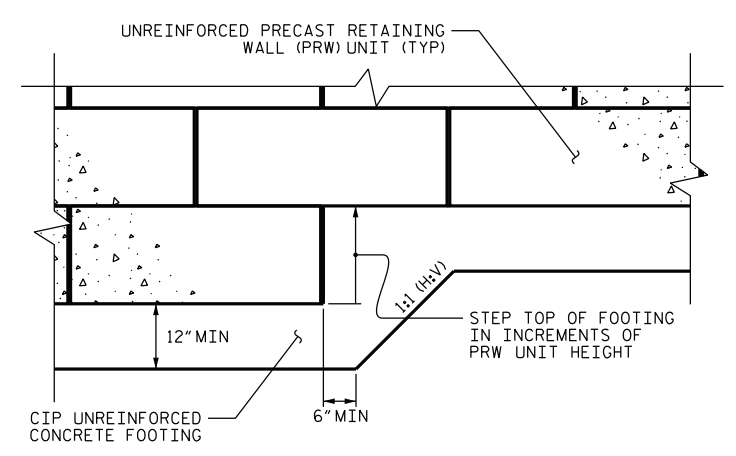 UNREINFORCED PRECAST RETAINING
WALL (PRW) UNIT (TYP)
1:1 (H:V)
12" MIN
STEP TOP OF FOOTING
IN INCREMENTS OF
PRW UNIT HEIGHT
6" MIN
CIP UNREINFORCED
CONCRETE FOOTING